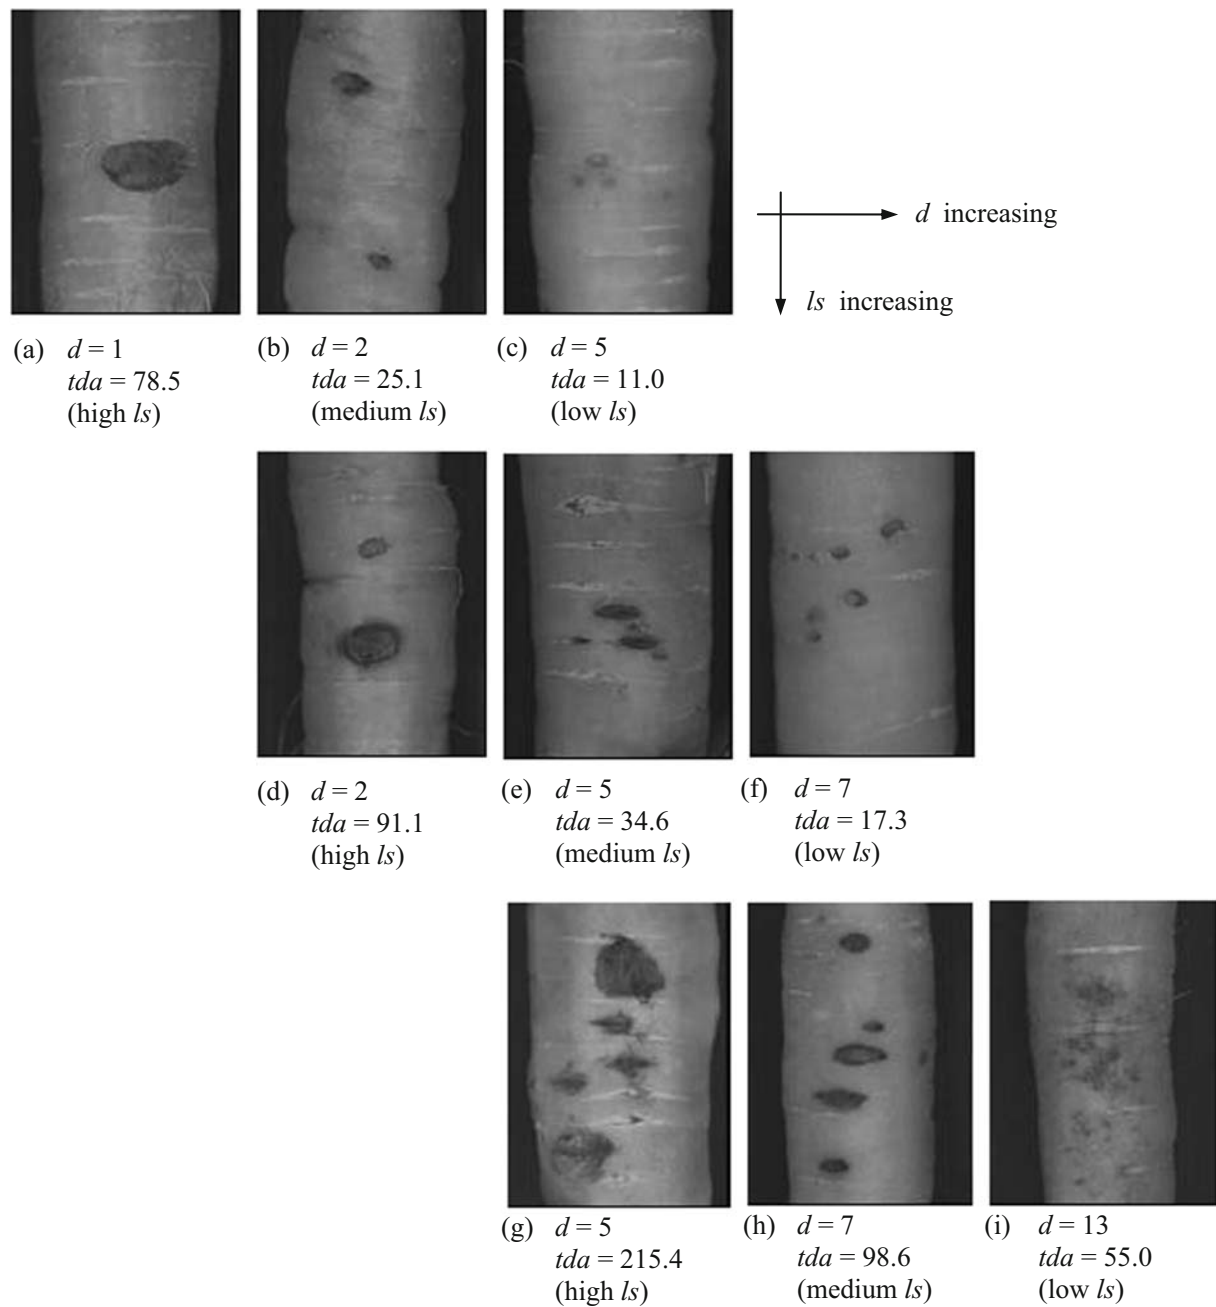 d increasing
ls increasing
(a) d = 1
tda = 78.5
(high ls)
(b) d = 2
tda = 25.1
(medium ls)
(c) d = 5
tda = 11.0
(low ls)
(d) d = 2
tda = 91.1
(high ls)
(e) d = 5
tda = 34.6
(medium ls)
(f) d = 7
tda = 17.3
(low ls)
(g) d = 5
tda = 215.4
(high ls)
(h) d = 7
tda = 98.6
(medium ls)
(i) d = 13
tda = 55.0
(low ls)